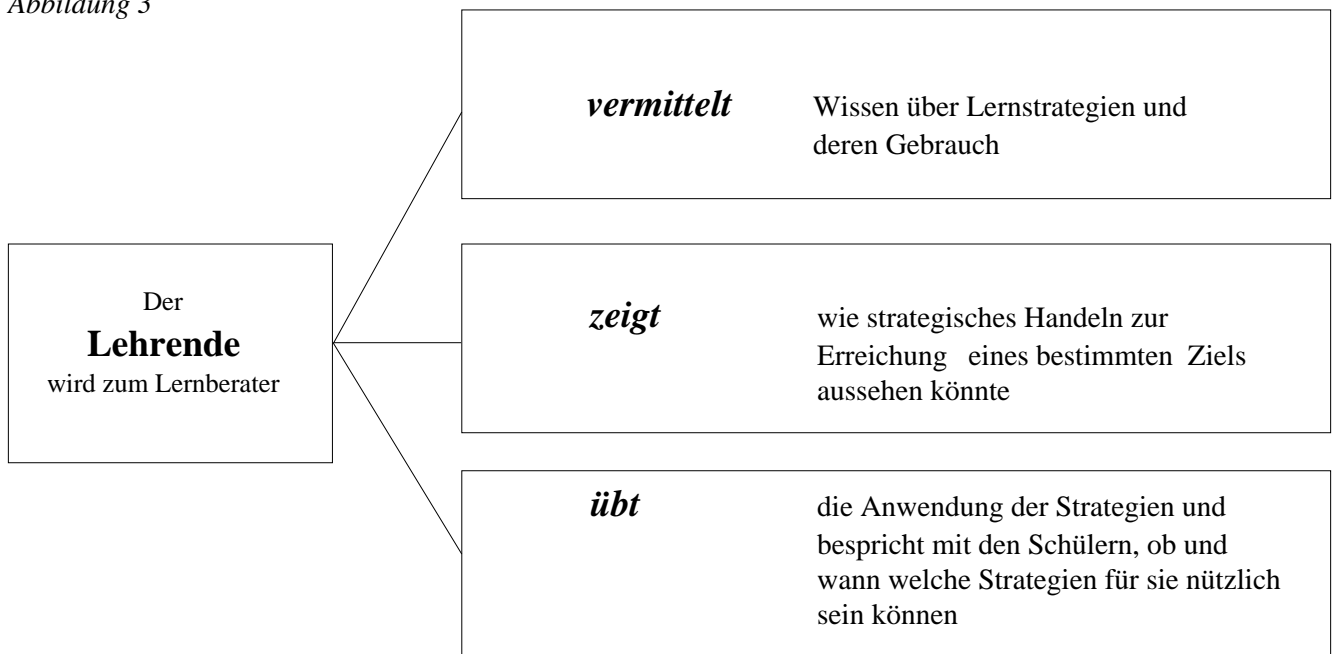 Abbildung 3
vermittelt Wissen über Lernstrategien und
deren Gebrauch
Der
Lehrende
wird zum Lernberater
zeigt wie strategisches Handeln zur
Erreichung eines bestimmten Ziels
aussehen könnte
übt die Anwendung der Strategien und
bespricht mit den Schülern, ob und
wann welche Strategien für sie nützlich
sein können